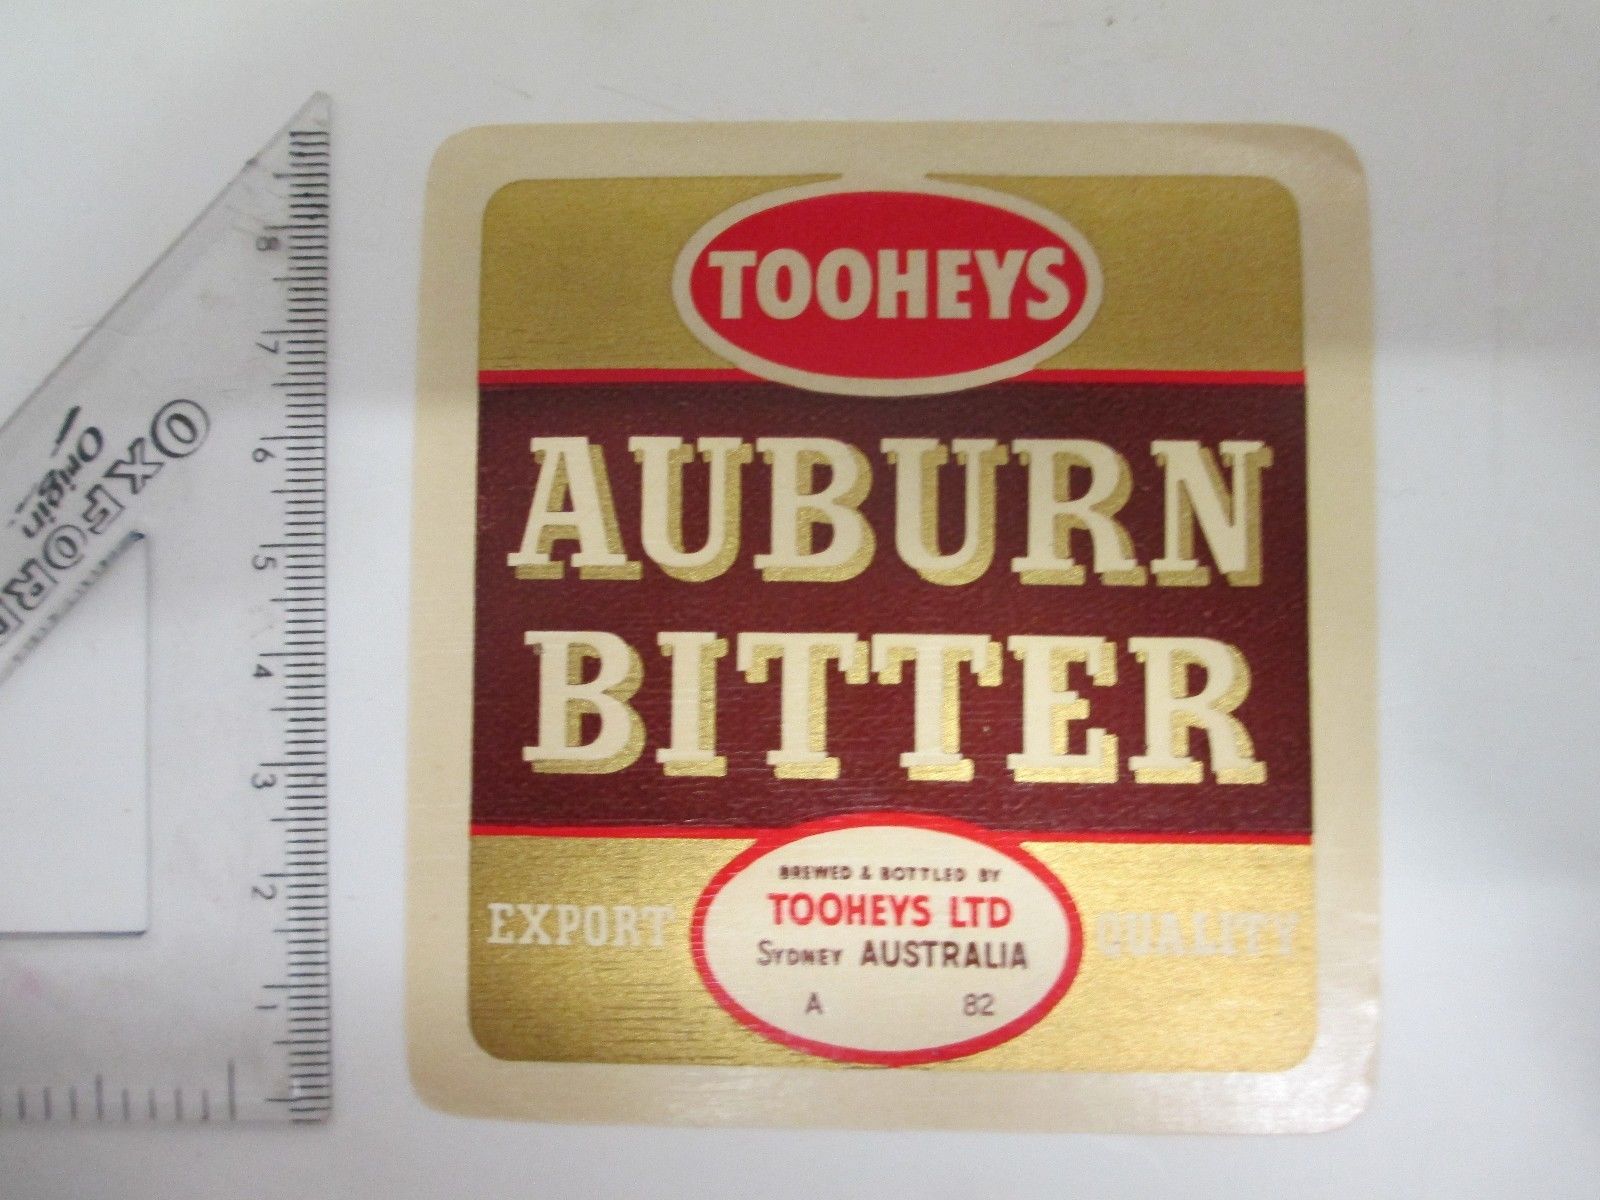 TOOHEYS
AUBURN
BITTER
EXPORT
QUALITY
BREWED & BOTTLED BY
TOOHEYS LTD
SYDNEY AUSTRALIA
A 82
OXFORD
Origin
8
7
6
5
4
3
2
1